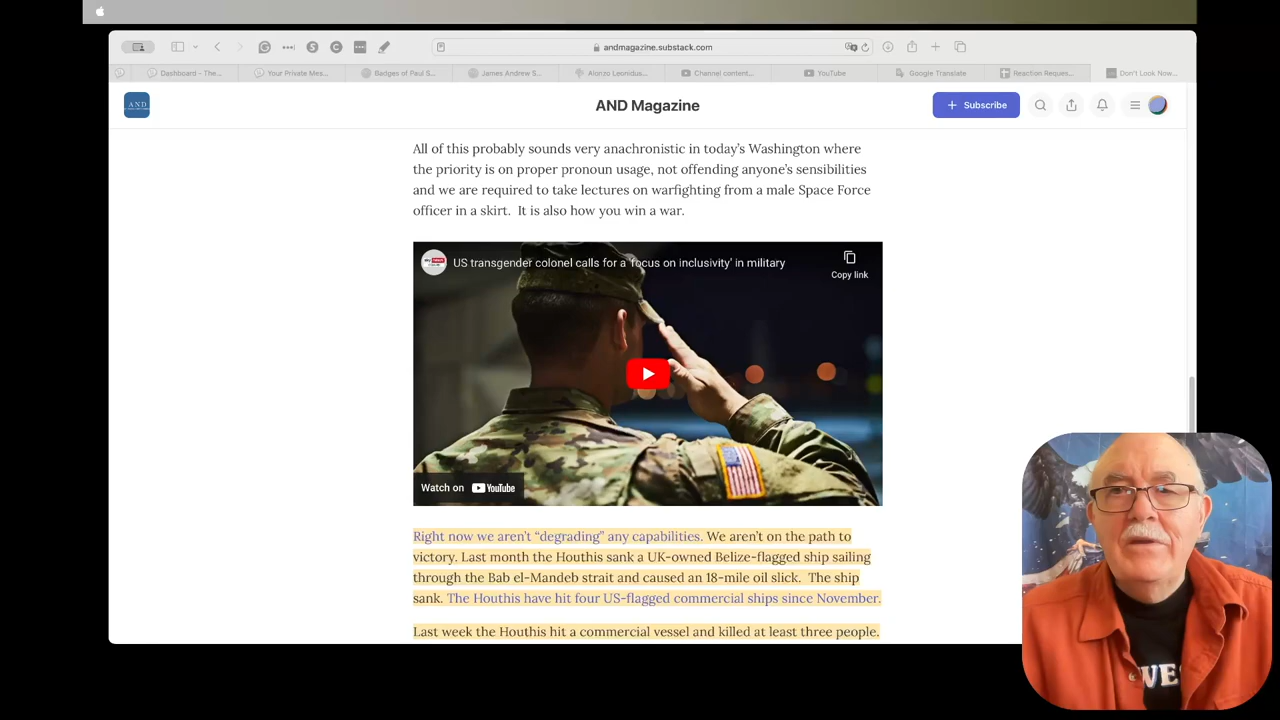 andmagazine.substack.com
Dashboard - The...
Your Private Mes...
Badges of Paul S...
James Andrew S...
Alonzo Leonidus...
Channel content...
YouTube
Google Translate
Reaction Reques...
Don't Look Now...
AND
AND Magazine
+ Subscribe
All of this probably sounds very anachronistic in today's Washington where
the priority is on proper pronoun usage, not offending anyone's sensibilities
and we are required to take lectures on warfighting from a male Space Force
officer in a skirt. It is also how you win a war.
US transgender colonel calls for a 'focus on inclusivity' in military
Copy link
Watch on YouTube
Right now we aren't “degrading” any capabilities. We aren't on the path to
victory. Last month the Houthis sank a UK-owned Belize-flagged ship sailing
through the Bab el-Mandeb strait and caused an 18-mile oil slick. The ship
sank. The Houthis have hit four US-flagged commercial ships since November.
Last week the Houthis hit a commercial vessel and killed at least three people.